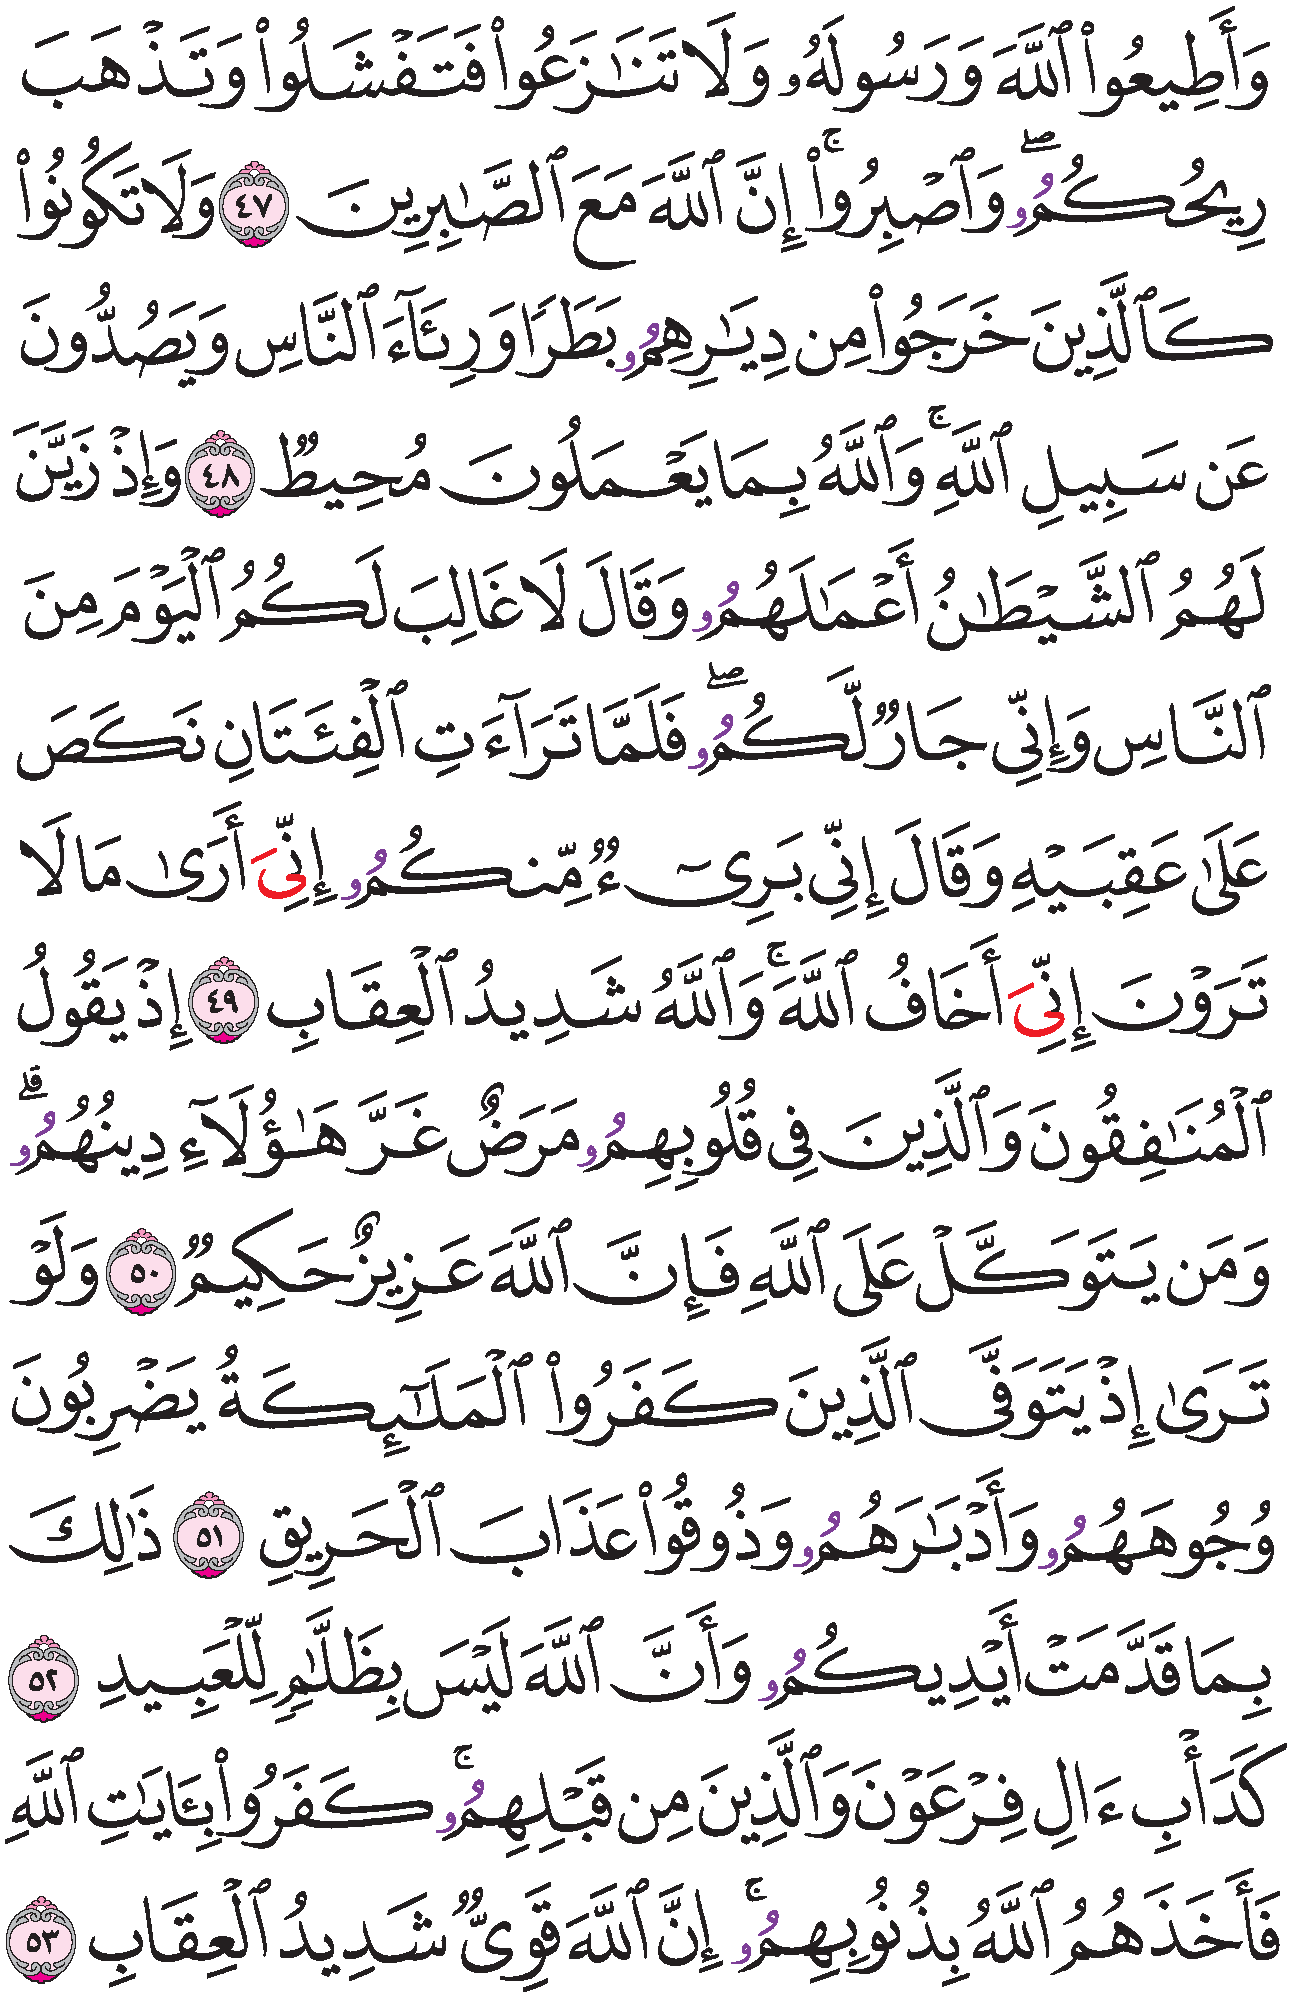 وَأَطِيعُواْ ٱللَّهَ وَرَسُولَهُۥ وَلَا تَنَٰزَعُواْ فَتَفۡشَلُواْ وَتَذۡهَبَ
رِيحُكُمُۥۖ وَٱصۡبِرُوٓاْۚ إِنَّ ٱللَّهَ مَعَ ٱلصَّٰبِرِينَ ٤٧ وَلَا تَكُونُواْ
كَٱلَّذِينَ خَرَجُواْ مِن دِيَٰرِهِمُۥ بَطَرٗا وَرِئَآءَ ٱلنَّاسِ وَيَصُدُّونَ
عَن سَبِيلِ ٱللَّهِۚ وَٱللَّهُ بِمَا يَعۡمَلُونَ مُحِيطٞ ٤٨ وَإِذۡ زَيَّنَ
لَهُمُ ٱلشَّيۡطَٰنُ أَعۡمَٰلَهُمُۥ وَقَالَ لَا غَالِبَ لَكُمُ ٱلۡيَوۡمَ مِنَ
ٱلنَّاسِ وَإِنِّي جَارٞ لَّكُمُۥۖ فَلَمَّا تَرَآءَتِ ٱلۡفِئَتَانِ نَكَصَ
عَلَىٰ عَقِبَيۡهِ وَقَالَ إِنِّي بَرِيٓءٞ مِّنكُمُۥ إِنِّيَ أَرَىٰ مَا لَا
تَرَوۡنَ إِنِّيَ أَخَافُ ٱللَّهَۚ وَٱللَّهُ شَدِيدُ ٱلۡعِقَابِ ٤٩ إِذۡ يَقُولُ
ٱلۡمُنَٰفِقُونَ وَٱلَّذِينَ فِي قُلُوبِهِمُۥ مَرَضٌ غَرَّ هَٰٓؤُلَآءِ دِينُهُمُۥۗ
وَمَن يَتَوَكَّلۡ عَلَى ٱللَّهِ فَإِنَّ ٱللَّهَ عَزِيزٌ حَكِيمٞ ٥٠ وَلَوۡ
تَرَىٰٓ إِذۡ يَتَوَفَّى ٱلَّذِينَ كَفَرُواْ ٱلۡمَلَٰٓئِكَةُ يَضۡرِبُونَ
وُجُوهَهُمُۥ وَأَدۡبَٰرَهُمُۥ وَذُوقُواْ عَذَابَ ٱلۡحَرِيقِ ٥١ ذَٰلِكَ
بِمَا قَدَّمَتۡ أَيۡدِيكُمُۥ وَأَنَّ ٱللَّهَ لَيۡسَ بِظَلَّٰمٖ لِّلۡعَبِيدِ ٥٢
كَدَأۡبِ ءَالِ فِرۡعَوۡنَ وَٱلَّذِينَ مِن قَبۡلِهِمُۥۚ كَفَرُواْ بِـَٔايَٰتِ ٱللَّهِ
فَأَخَذَهُمُ ٱللَّهُ بِذُنُوبِهِمُۥۚ إِنَّ ٱللَّهَ قَوِيّٞ شَدِيدُ ٱلۡعِقَابِ ٥٣